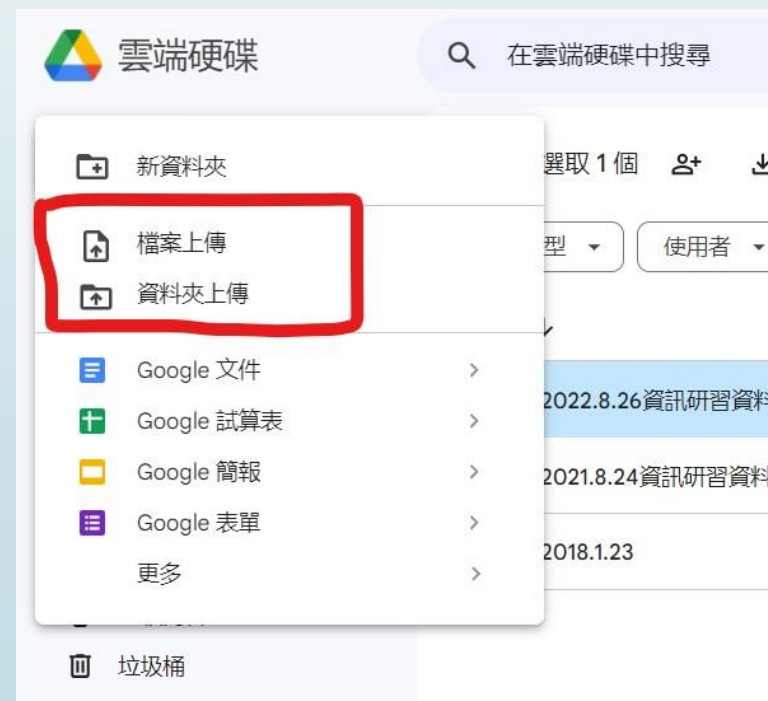 雲端硬碟
在雲端硬碟中搜尋
新資料夾
選取 1 個
檔案上傳
型
使用者
資料夾上傳
Google 文件
2022.8.26資訊研習資料
Google 試算表
Google 簡報
2021.8.24資訊研習資料
Google 表單
2018.1.23
更多
垃圾桶